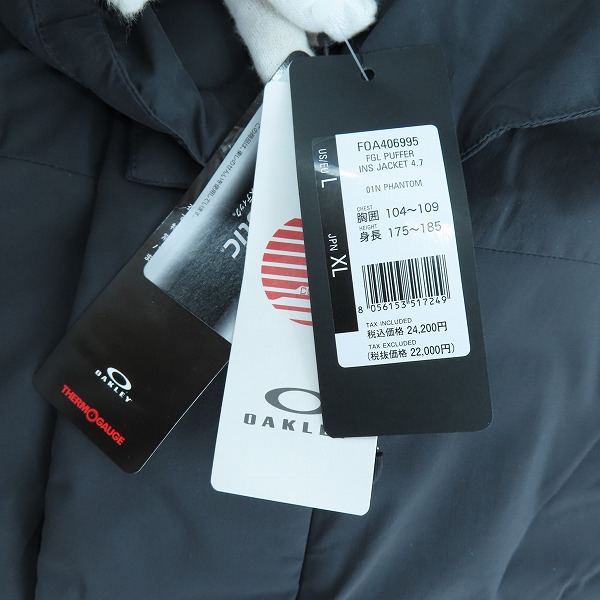 FOA406995
FGL PUFFER
INS JACKET 4.7
01N PHANTOM
US/EU L
JPN XL
CHEST
胸囲 104～109
HEIGHT
身長 175～185
8 056153 517249
TAX INCLUDED
税込価格 24,200円
TAX EXCLUDED
(税抜価格 22,000円)
OAKLEY
OAKLEY
THERMOGAUGE
tic.